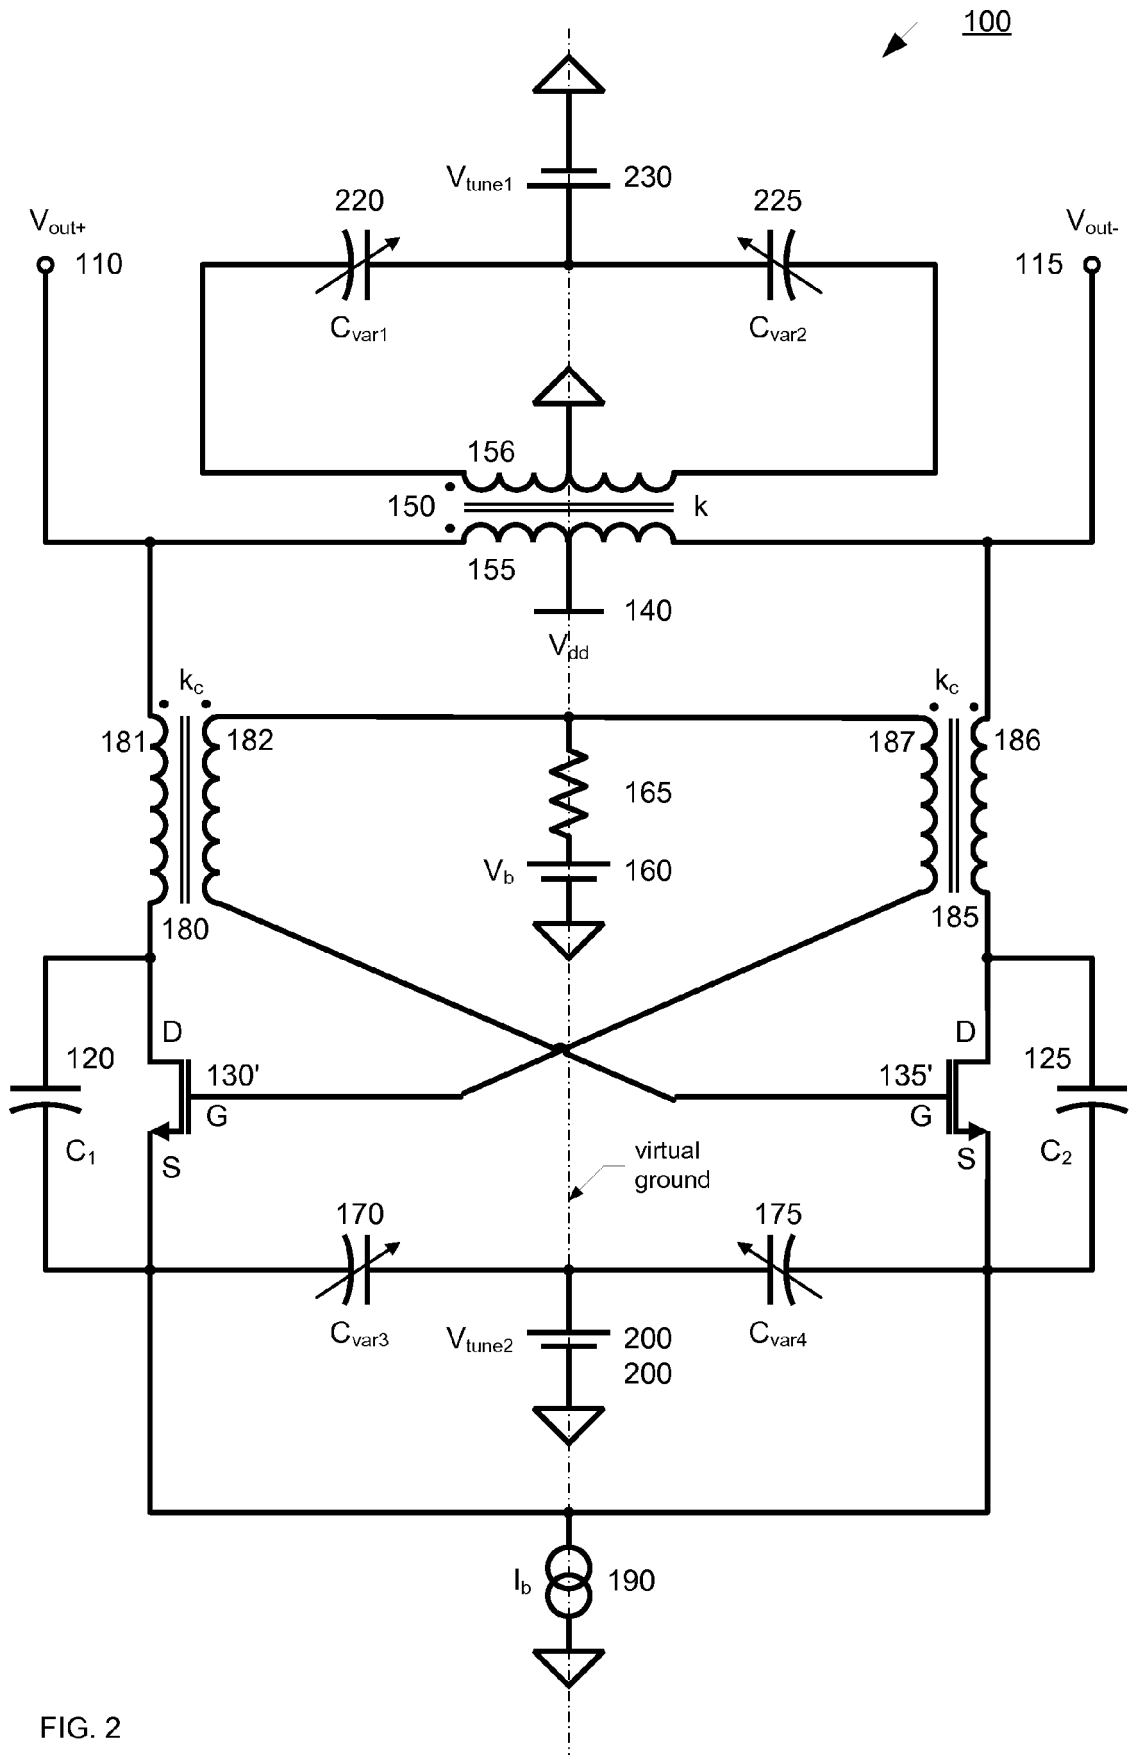 100
Vtune1 230
220 225
Vout+ Vout-
110 115
Cvar1 Cvar2
156
150 k
155
140
Vdd
kc kc
181 182 187 186
165
Vb 160
180 185
D D
120 130' 135' 125
G G
C1 C2
S S
virtual
ground
170 175
Cvar3 Vtune2 200 Cvar4
200
Ib 190
FIG. 2